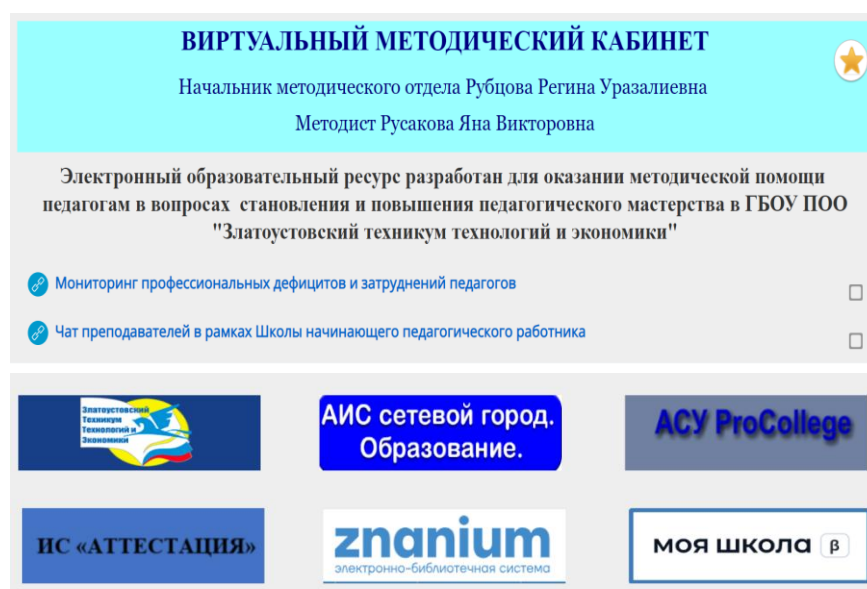 ВИРТУАЛЬНЫЙ МЕТОДИЧЕСКИЙ КАБИНЕТ
Начальник методического отдела Рубцова Регина Уразалиевна
Методист Русакова Яна Викторовна
Электронный образовательный ресурс разработан для оказании методической помощи
педагогам в вопросах становления и повышения педагогического мастерства в ГБОУ ПОО
"Златоустовский техникум технологий и экономики"
Мониторинг профессиональных дефицитов и затруднений педагогов
Чат преподавателей в рамках Школы начинающего педагогического работника
Златоустовский
Техникум
Технологий и
Экономики
АИС сетевой город.
Образование.
АСУ ProCollege
ИС «АТТЕСТАЦИЯ»
znanium
электронно-библиотечная система
моя школа β